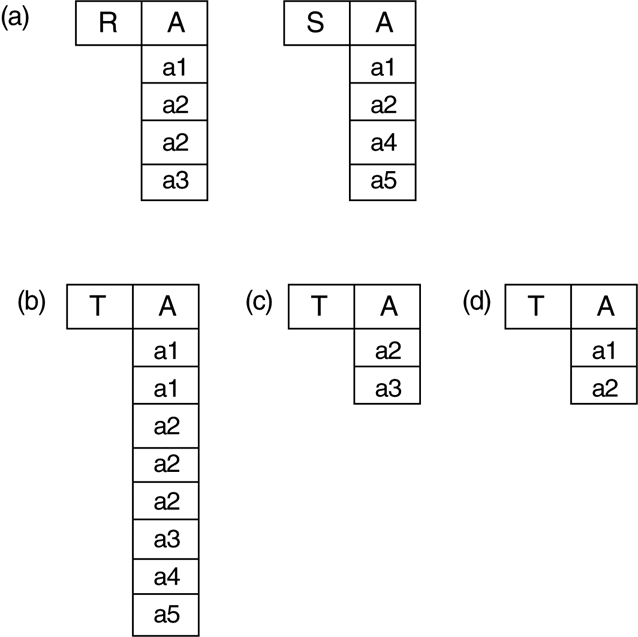 (a) R A S A
a1 a1
a2 a2
a2 a4
a3 a5
(b) T A (c) T A (d) T A
a1 a2 a1
a1 a3 a2
a2
a2
a2
a3
a4
a5